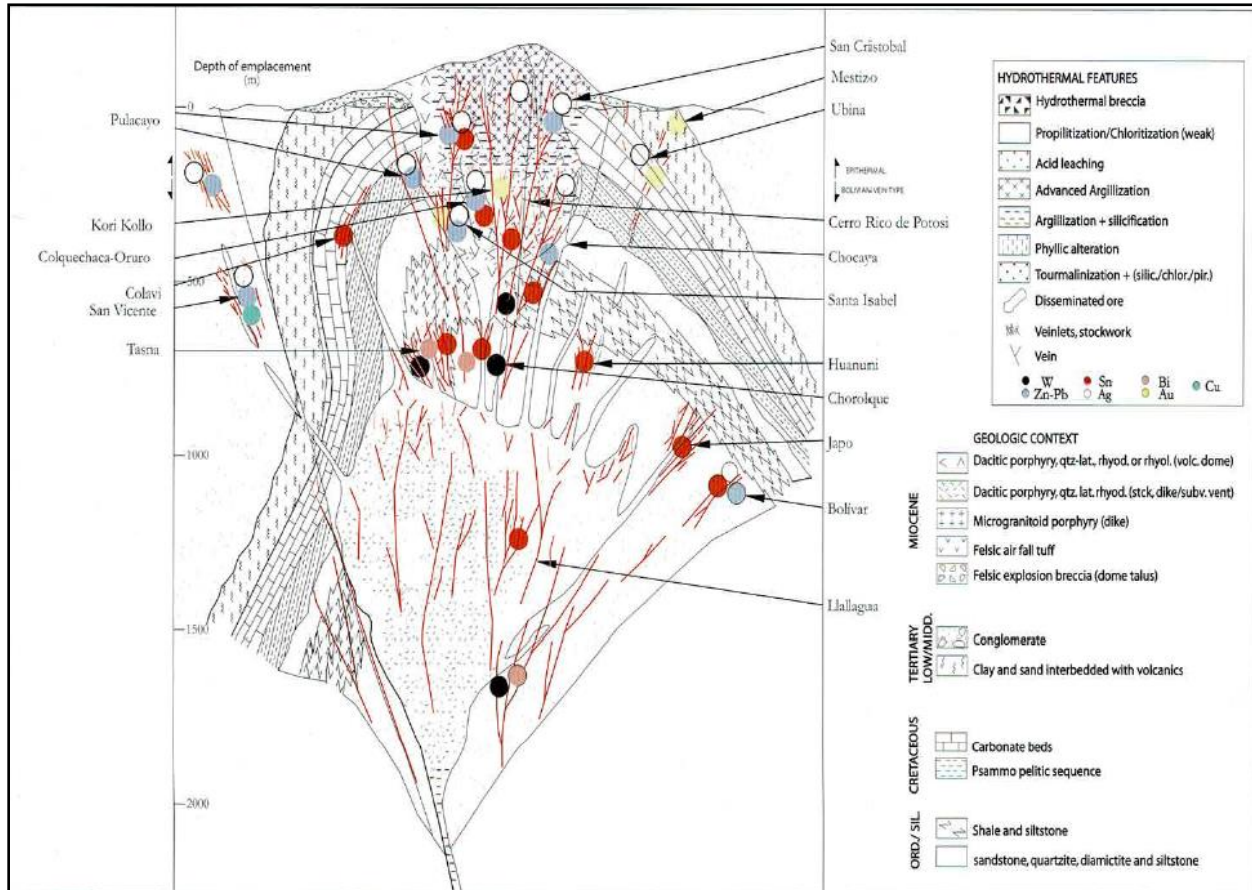 Depth of emplacement
(m)
0
500
1000
1500
2000
Pulacayo
Kori Kollo
Colquechaca-Oruro
Colavi
San Vicente
Tasna
San Crãstobal
Mestizo
Ubina
EPITHERMAL
BOLIVIAN VEIN TYPE
Cerro Rico de Potosi
Chocaya
Santa Isabel
Huanuni
Chorolque
Japo
Bolívar
Llallagua
HYDROTHERMAL FEATURES
Hydrothermal breccia
Propilitization/Chloritization (weak)
Acid leaching
Advanced Argillization
Argillization + silicification
Phyllic alteration
Tourmalinization + (silic./chlor./pir.)
Disseminated ore
Veinlets, stockwork
Vein
W Sn Bi Cu
Zn-Pb Ag Au
GEOLOGIC CONTEXT
MIOCENE
Dacitic porphyry, qtz-lat., rhyod. or rhyol. (volc. dome)
Dacitic porphyry, qtz. lat. rhyod. (stck, dike/subv. vent)
Microgranitoid porphyry (dike)
Felsic air fall tuff
Felsic explosion breccia (dome talus)
TERTIARY
LOW/MIDD.
Conglomerate
Clay and sand interbedded with volcanics
CRETACEOUS
Carbonate beds
Psammo pelitic sequence
ORD./ SIL.
Shale and siltstone
sandstone, quartzite, diamictite and siltstone